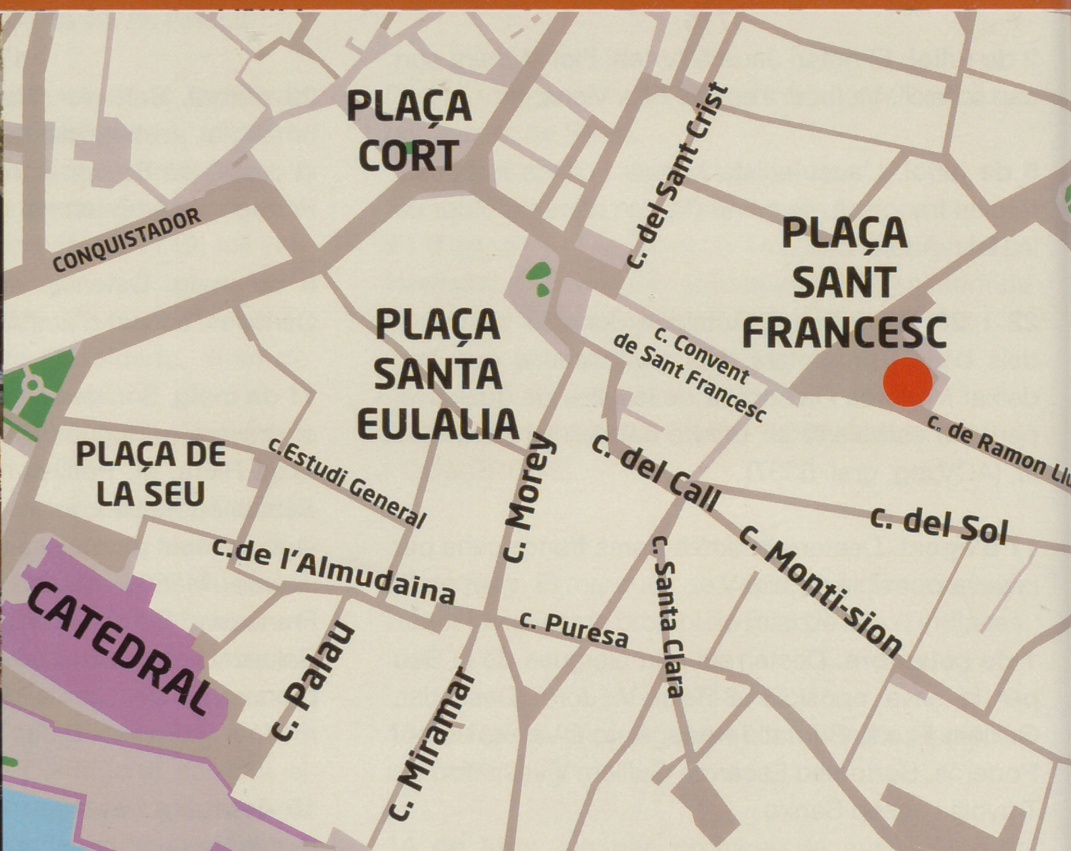 PLAÇA
CORT
c. del Sant Crist
CONQUISTADOR
PLAÇA
SANT
FRANCESC
PLAÇA
SANTA
EULALIA
c. Convent
de Sant Francesc
c. de Ramon Llu
PLAÇA DE
LA SEU
c.Estudi General
c. Morey
c. del Call
c. del Sol
c.de l'Almudaina
c. Monti-sion
c. Santa Clara
c. Puresa
CATEDRAL
c. Palau
c. Miramar